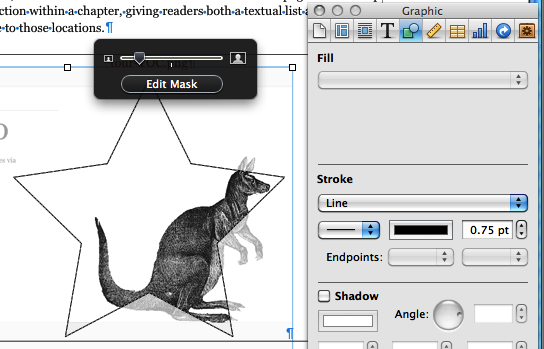 ction within a chapter, giving readers both a textual list a
e to those locations.¶
Edit Mask
es via
¶
Graphic
T
Fill
Stroke
Line
0.75 pt
Endpoints:
Shadow
Angle: